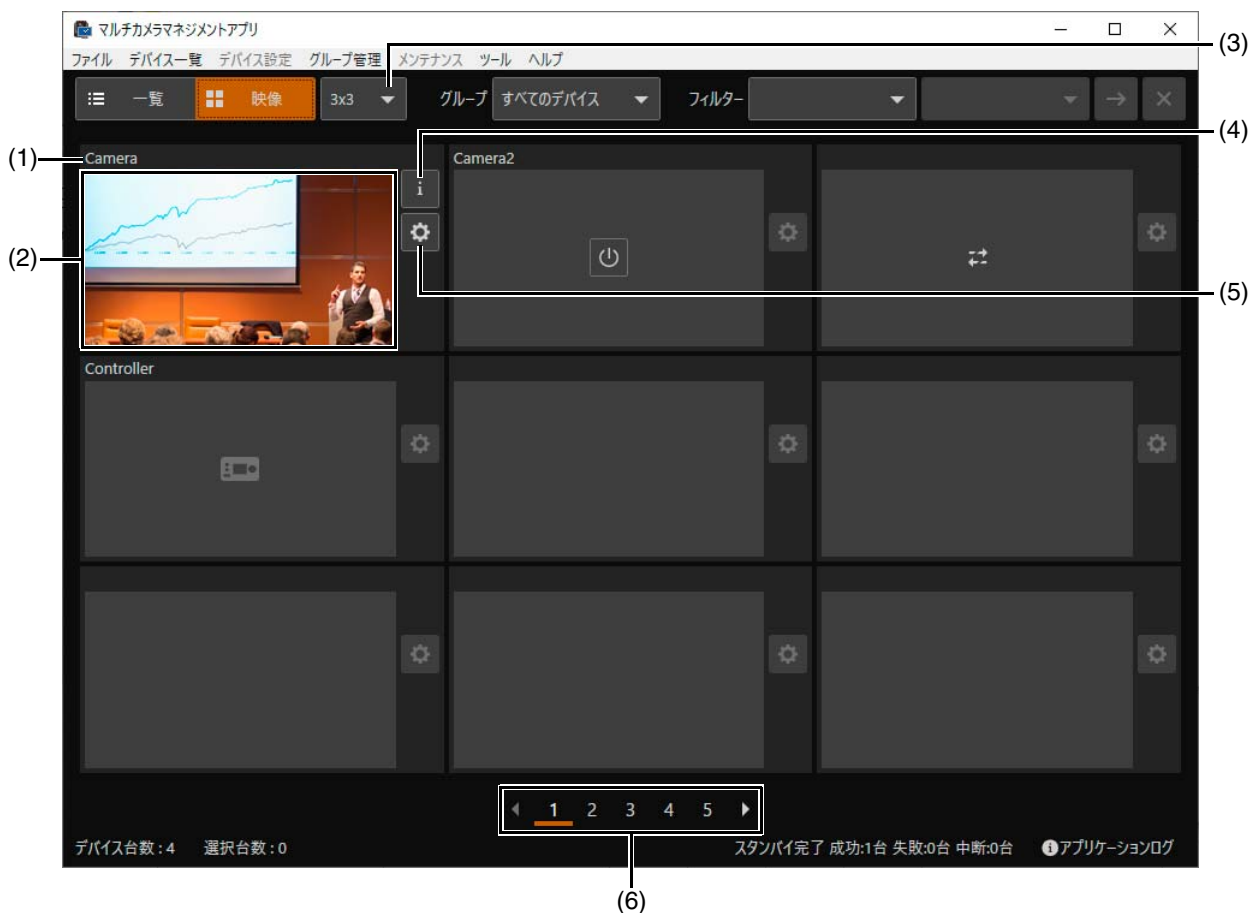 マルチカメラマネジメントアプリ
(3)
ファイル デバイス一覧 デバイス設定 グループ管理 メンテナンス ツール ヘルプ
一覧 映像 3x3 グループ すべてのデバイス フィルター
(4)
(1) Camera Camera2
i
(2)
(5)
Controller
1 2 3 4 5
デバイス台数 : 4 選択台数 : 0 スタンバイ完了 成功:1台 失敗:0台 中断:0台 アプリケーションログ
(6)